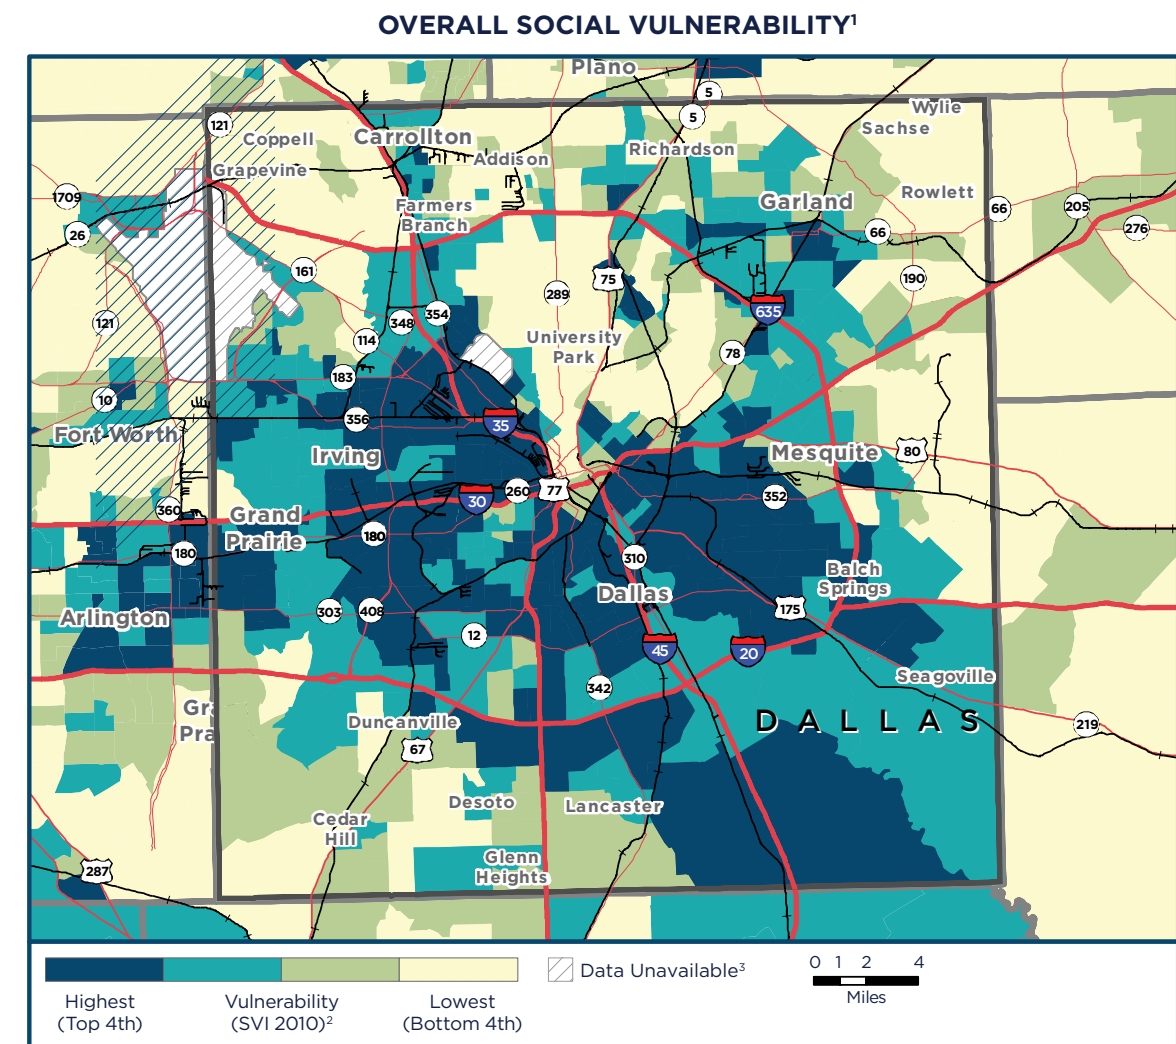 OVERALL SOCIAL VULNERABILITY¹
Plano
5
Wylie
5
Sachse
121
Coppell
Carrollton
Addison
Richardson
Grapevine
1709
Farmers
Branch
Garland
Rowlett
66
205
26
66
276
161
75
190
289
121
635
354
348
114
University
Park
78
183
10
356
35
Fort Worth
Irving
Mesquite
80
77
260
30
352
360
Grand
Prairie
180
180
310
Balch
Springs
Dallas
175
Arlington
303
408
12
45
20
Seagoville
342
Gra
Pra
Duncanville
DALLAS
219
67
Desoto
Lancaster
Cedar
Hill
Glenn
Heights
287
Highest
(Top 4th)
Vulnerability
(SVI 2010)²
Lowest
(Bottom 4th)
Data Unavailable³
0 1 2 4
Miles